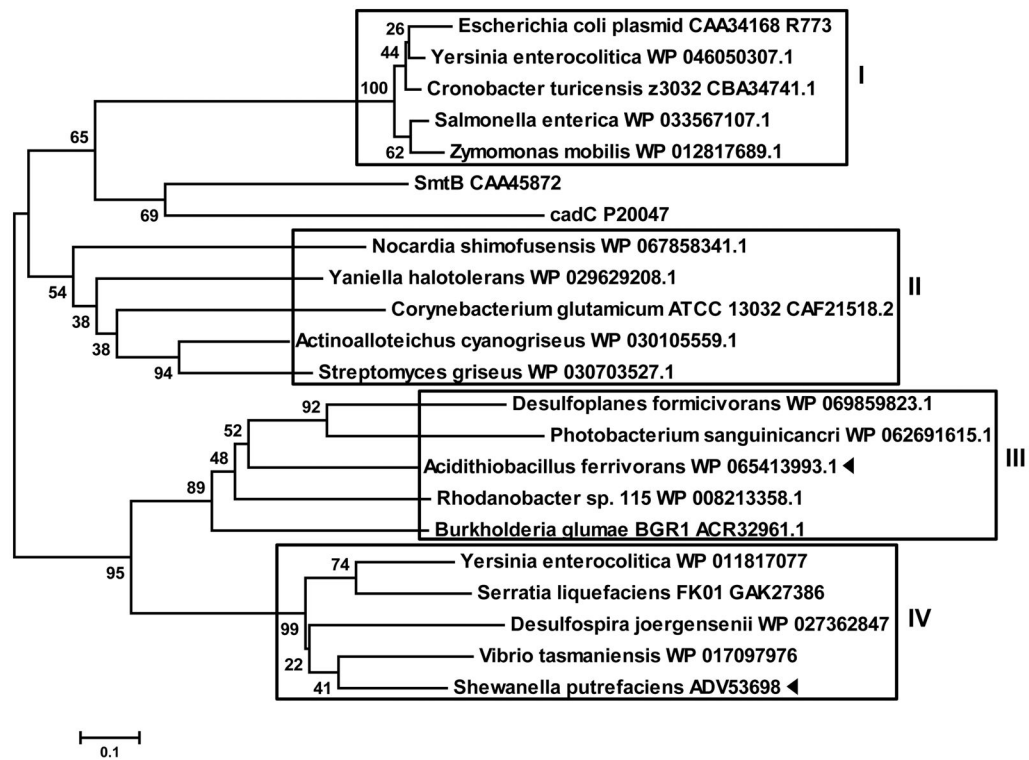 26
Escherichia coli plasmid CAA34168 R773
44
Yersinia enterocolitica WP 046050307.1
I
100
Cronobacter turicensis z3032 CBA34741.1
Salmonella enterica WP 033567107.1
65
62
Zymomonas mobilis WP 012817689.1
SmtB CAA45872
69
cadC P20047
Nocardia shimofusensis WP 067858341.1
54
Yaniella halotolerans WP 029629208.1
II
38
Corynebacterium glutamicum ATCC 13032 CAF21518.2
38
Actinoalloteichus cyanogriseus WP 030105559.1
94
Streptomyces griseus WP 030703527.1
92
Desulfoplanes formicivorans WP 069859823.1
52
Photobacterium sanguinicancri WP 062691615.1
48
Acidithiobacillus ferrivorans WP 065413993.1
III
89
Rhodanobacter sp. 115 WP 008213358.1
Burkholderia glumae BGR1 ACR32961.1
95
74
Yersinia enterocolitica WP 011817077
Serratia liquefaciens FK01 GAK27386
IV
99
Desulfospira joergensenii WP 027362847
22
Vibrio tasmaniensis WP 017097976
41
Shewanella putrefaciens ADV53698
0.1